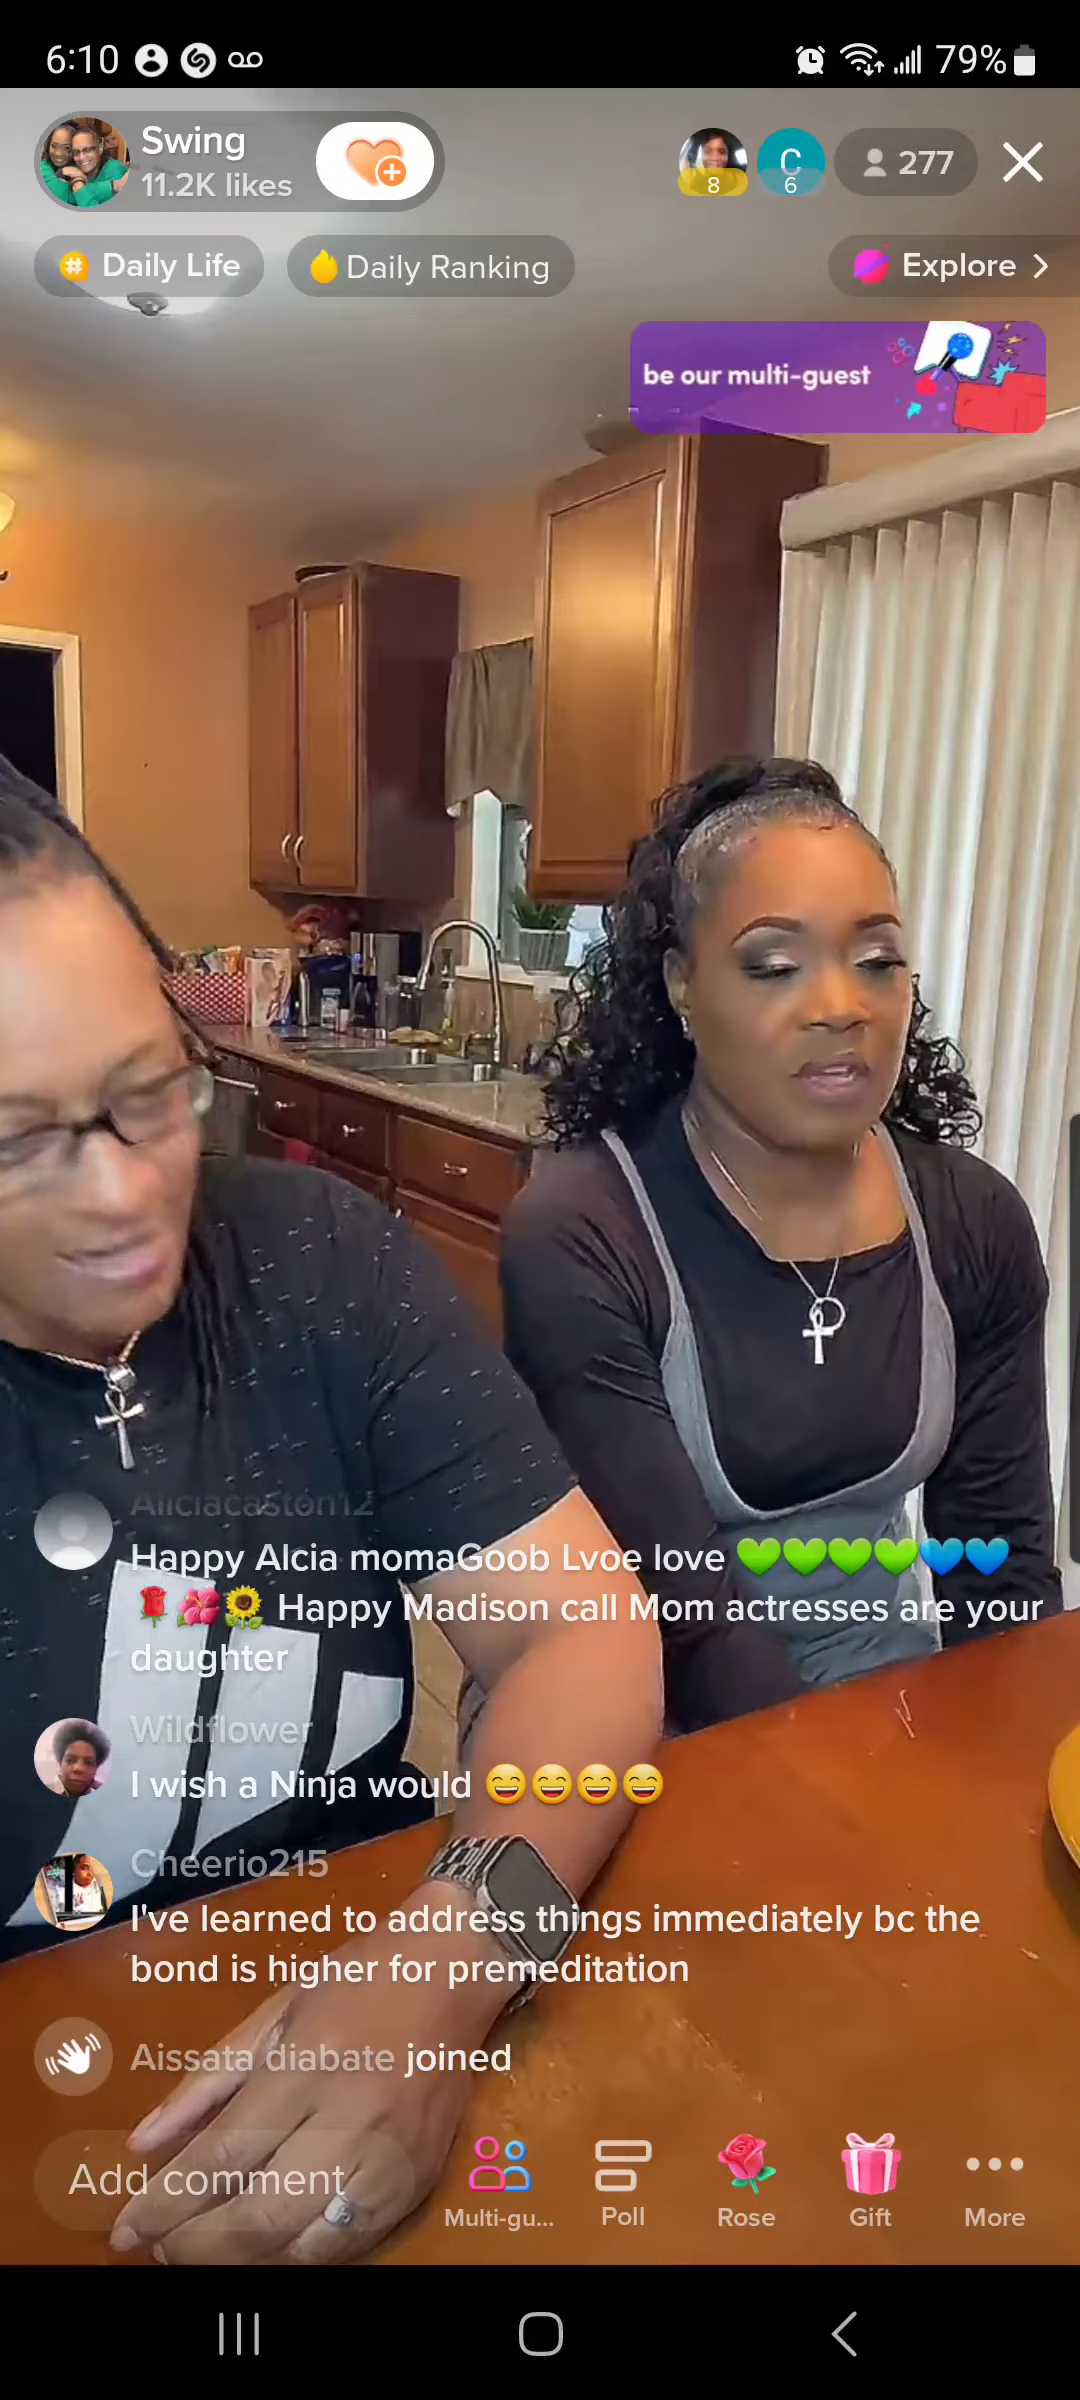 6:10
79%
Swing
11.2K likes
8
C
6
277
Daily Life
Daily Ranking
Explore
be our multi-guest
Aliciacaston12
Happy Alcia momaGoob Lvoe love 💚💚💚💚💙💙
🌹🌺🌻 Happy Madison call Mom actresses are your
daughter
Wildflower
I wish a Ninja would 😄😄😄😄
Cheerio215
I've learned to address things immediately bc the
bond is higher for premeditation
Aissata diabate joined
Add comment
Multi-gu...
Poll
Rose
Gift
More